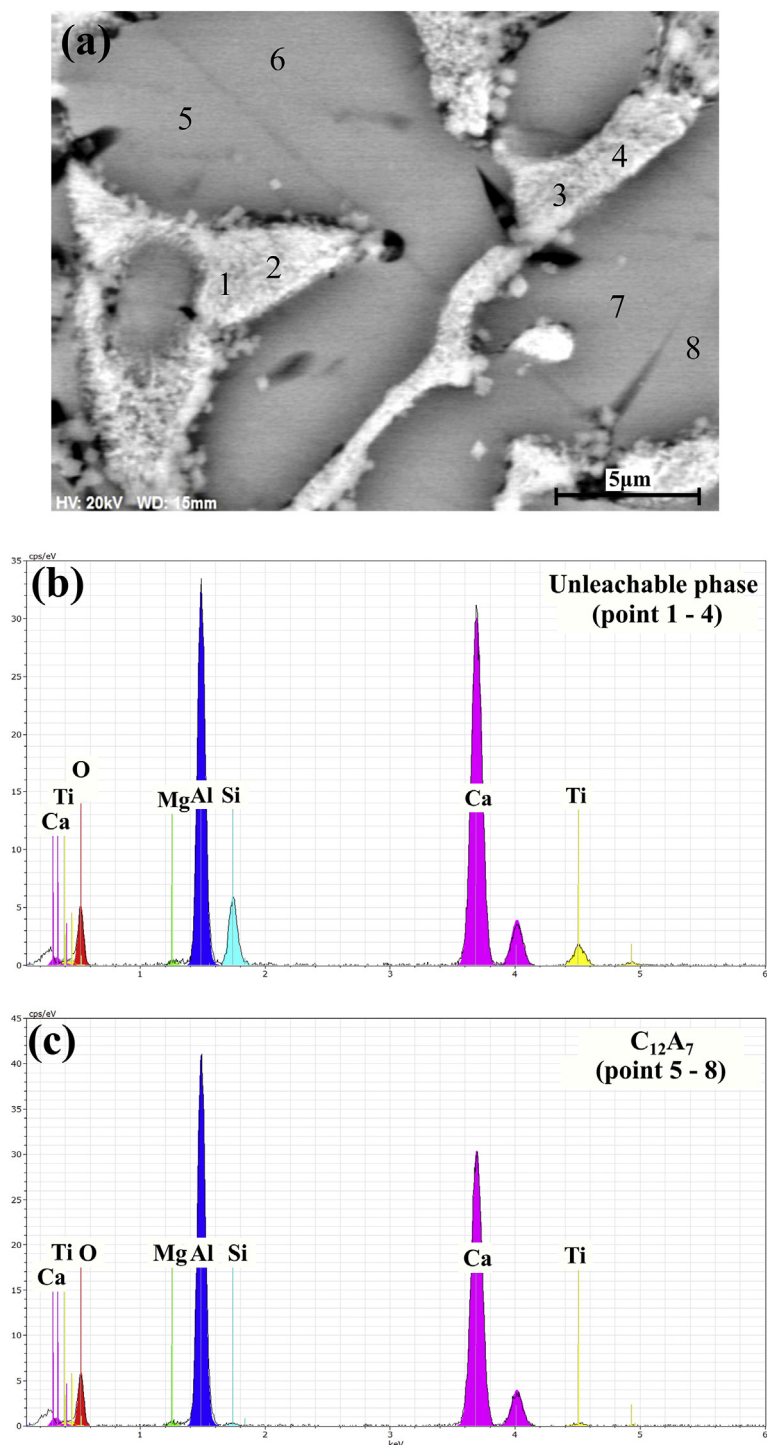 (a)
6
5
4
3
2
1
7
8
5μm
HV: 20kV WD: 15mm
cps/eV
(b)
Unleachable phase
(point 1 - 4)
35
30
25
20
15
10
5
0
O
Ti
Ca
Mg Al Si
Ca
Ti
1 2 3 4 5 6
cps/eV
(c)
C₁₂A₇
(point 5 - 8)
45
40
35
30
25
20
15
10
5
0
Ti O
Ca
Mg Al Si
Ca
Ti
1 2 3 4 5 6
keV